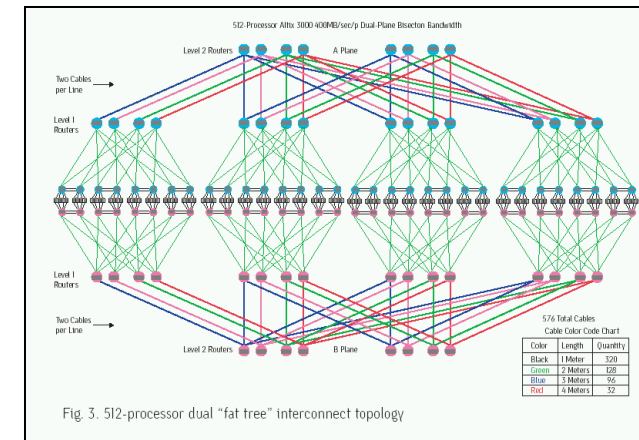 512-Processor Altix 3000 400MB/sec/p Dual-Plane Bisecton Bandwidth
Level 2 Routers
A Plane
Two Cables
per Line
Level 1
Routers
Level 1
Routers
Two Cables
per Line
Level 2 Routers
B Plane
576 Total Cables
Cable Color Code Chart
Color Length Quantity
Black 1 Meter 320
Green 2 Meters 128
Blue 3 Meters 96
Red 4 Meters 32
Fig. 3. 512-processor dual “fat tree” interconnect topology